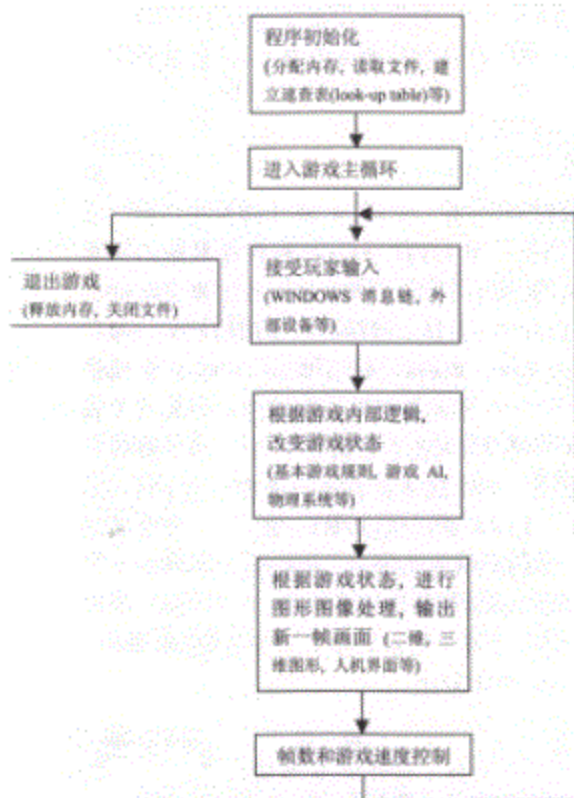 程序初始化
(分配内存, 读取文件, 建
立速查表(look-up table)等)
进入游戏主循环
退出游戏
(释放内存, 关闭文件)
接受玩家输入
(WINDOWS 消息链, 外
部设备等)
根据游戏内部逻辑,
改变游戏状态
(基本游戏规则, 游戏 AI,
物理系统等)
根据游戏状态, 进行
图形图像处理, 输出
新一帧画面 (二维, 三
维图形, 人机界面等)
帧数和游戏速度控制